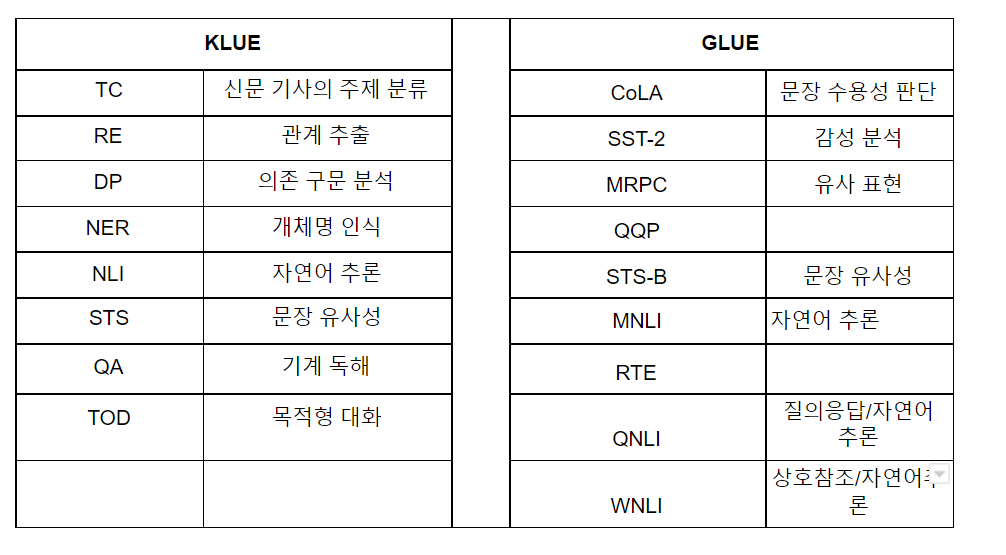 KLUE GLUE
TC 신문 기사의 주제 분류 CoLA 문장 수용성 판단
RE 관계 추출 SST-2 감성 분석
DP 의존 구문 분석 MRPC 유사 표현
NER 개체명 인식 QQP
NLI 자연어 추론 STS-B 문장 유사성
STS 문장 유사성 MNLI 자연어 추론
QA 기계 독해 RTE
TOD 목적형 대화 QNLI 질의응답/자연어
추론
WNLI 상호참조/자연어추
론